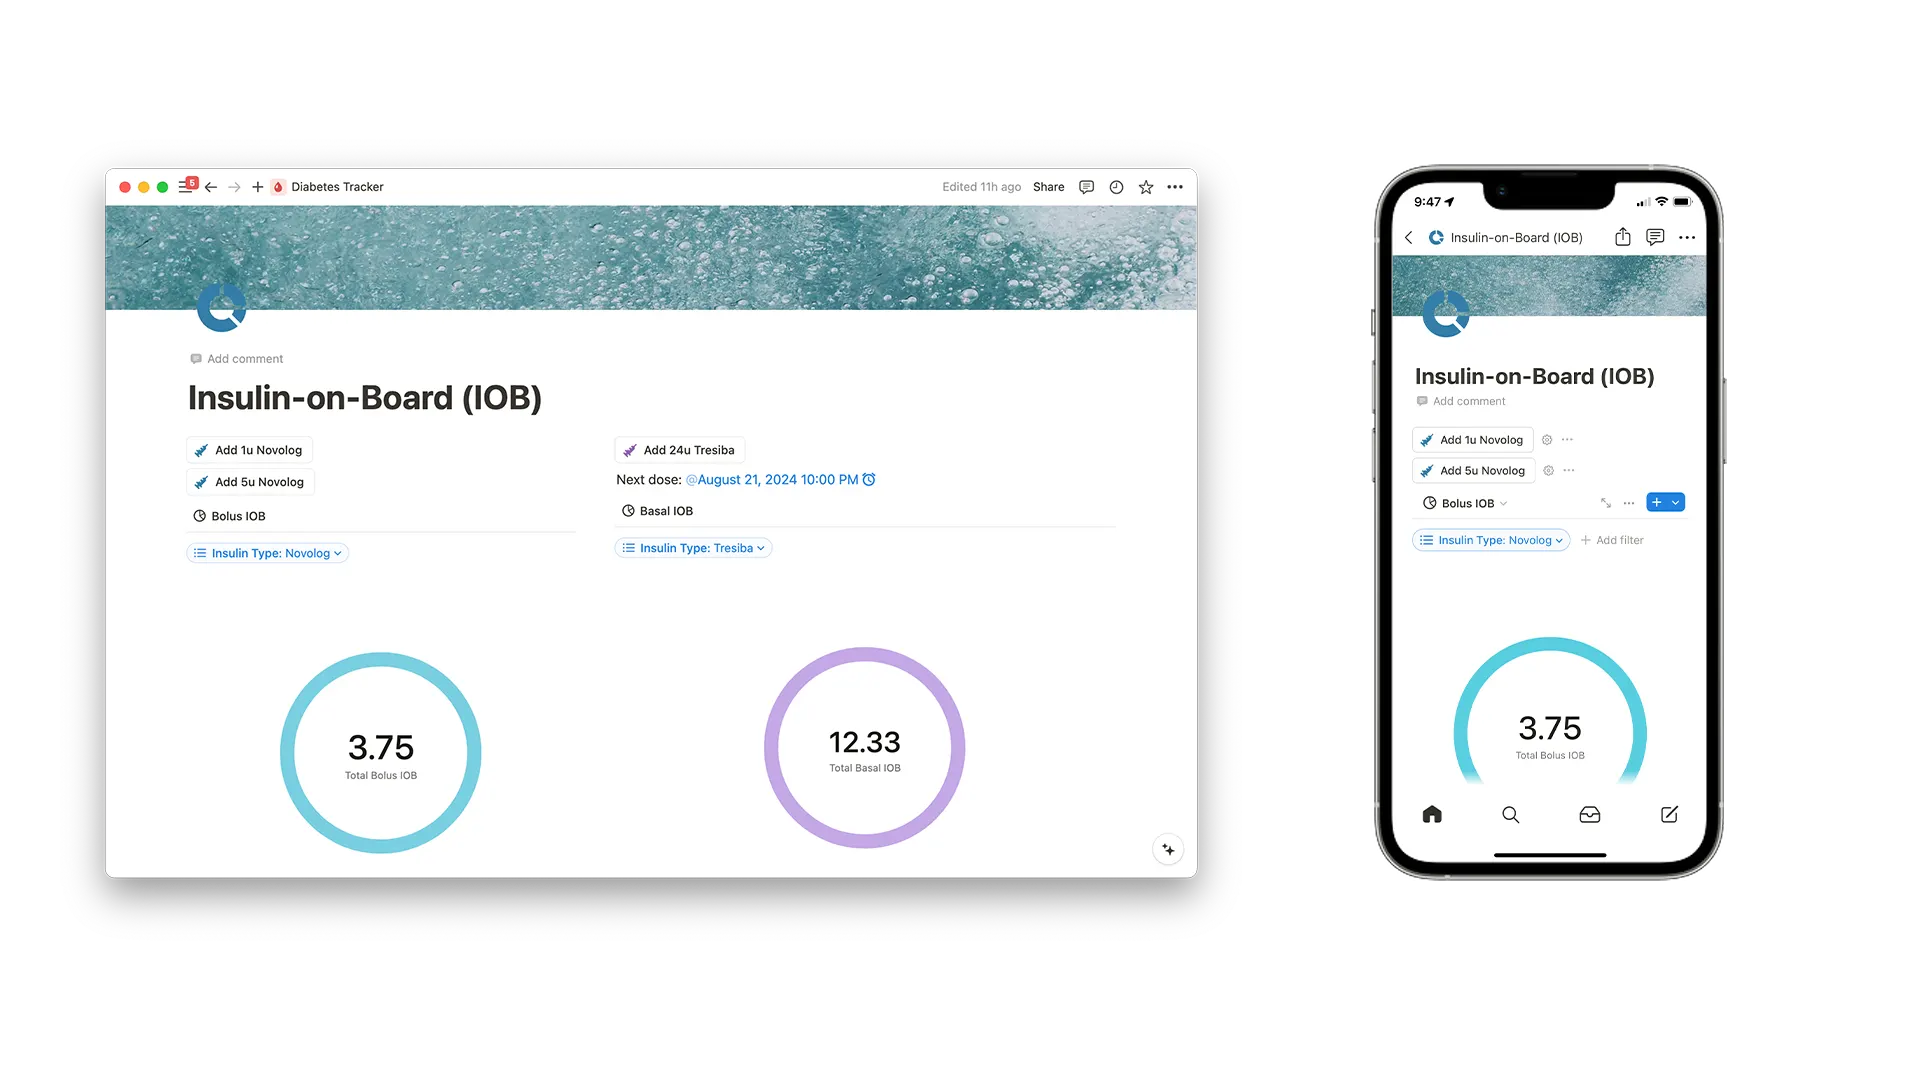 5
Diabetes Tracker
Edited 11h ago
Share
Add comment
Insulin-on-Board (IOB)
Add 1u Novolog
Add 5u Novolog
Bolus IOB
Insulin Type: Novolog
3.75
Total Bolus IOB
Add 24u Tresiba
Next dose: @August 21, 2024 10:00 PM
Basal IOB
Insulin Type: Tresiba
12.33
Total Basal IOB
9:47
Insulin-on-Board (IOB)
Insulin-on-Board (IOB)
Add comment
Add 1u Novolog
Add 5u Novolog
Bolus IOB
Insulin Type: Novolog
Add filter
3.75
Total Bolus IOB